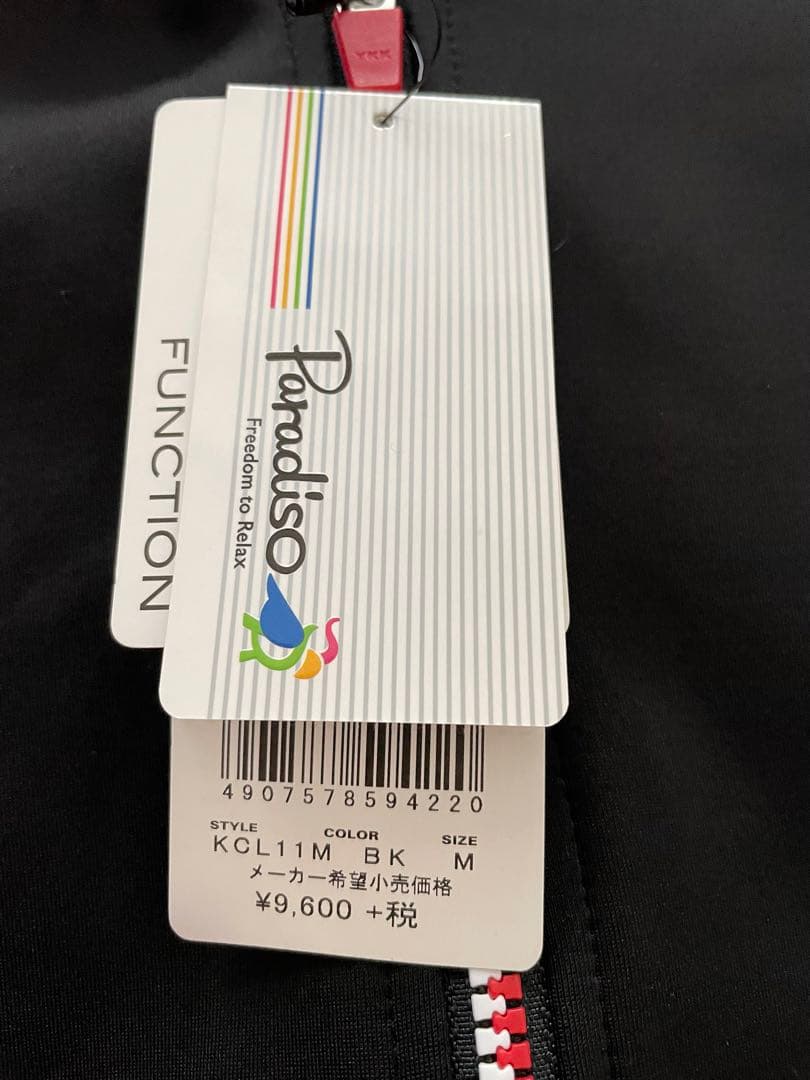 YKK
FUNCTION
Paradiso
Freedom to Relax
4907578594220
STYLE COLOR SIZE
KCL11M BK M
メーカー希望小売価格
¥9,600 +税